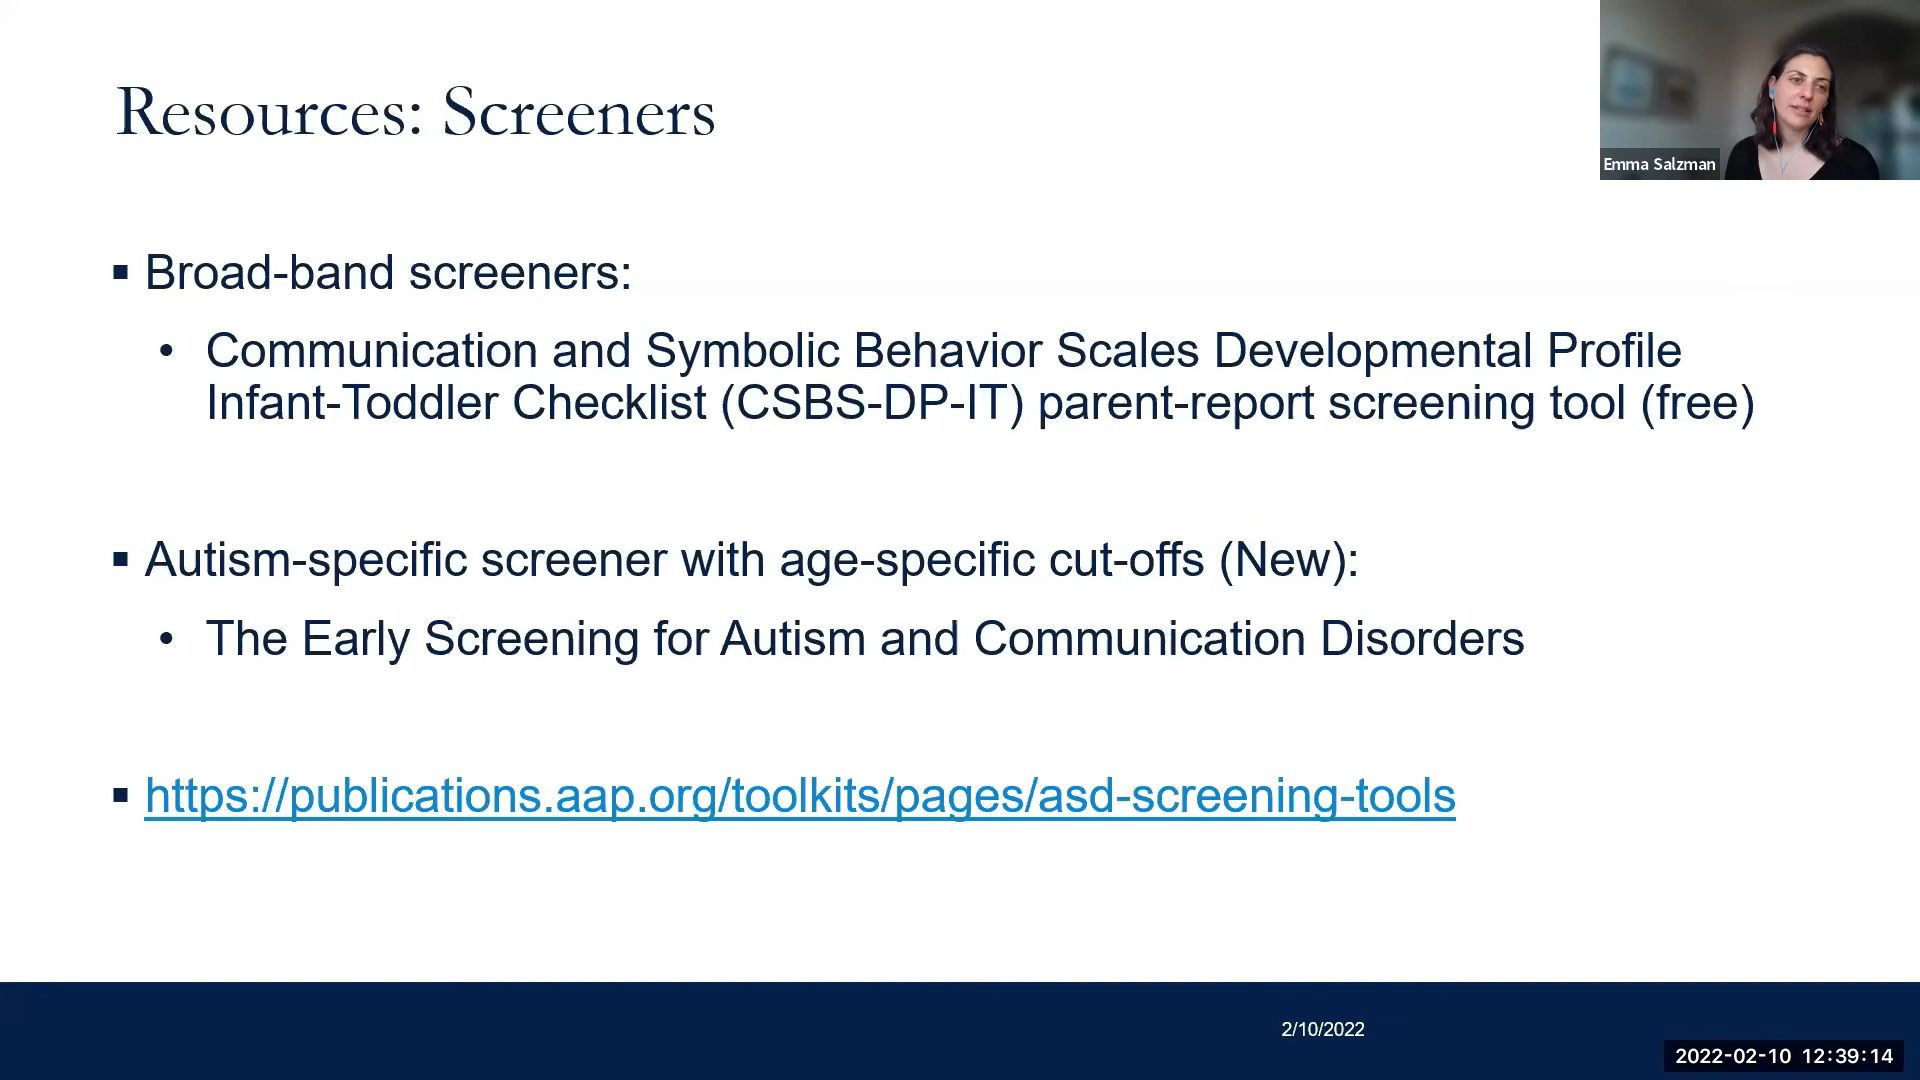 Resources: Screeners
Emma Salzman
▪ Broad-band screeners:
• Communication and Symbolic Behavior Scales Developmental Profile
Infant-Toddler Checklist (CSBS-DP-IT) parent-report screening tool (free)
▪ Autism-specific screener with age-specific cut-offs (New):
• The Early Screening for Autism and Communication Disorders
▪ https://publications.aap.org/toolkits/pages/asd-screening-tools
2/10/2022
2022-02-10 12:39:14